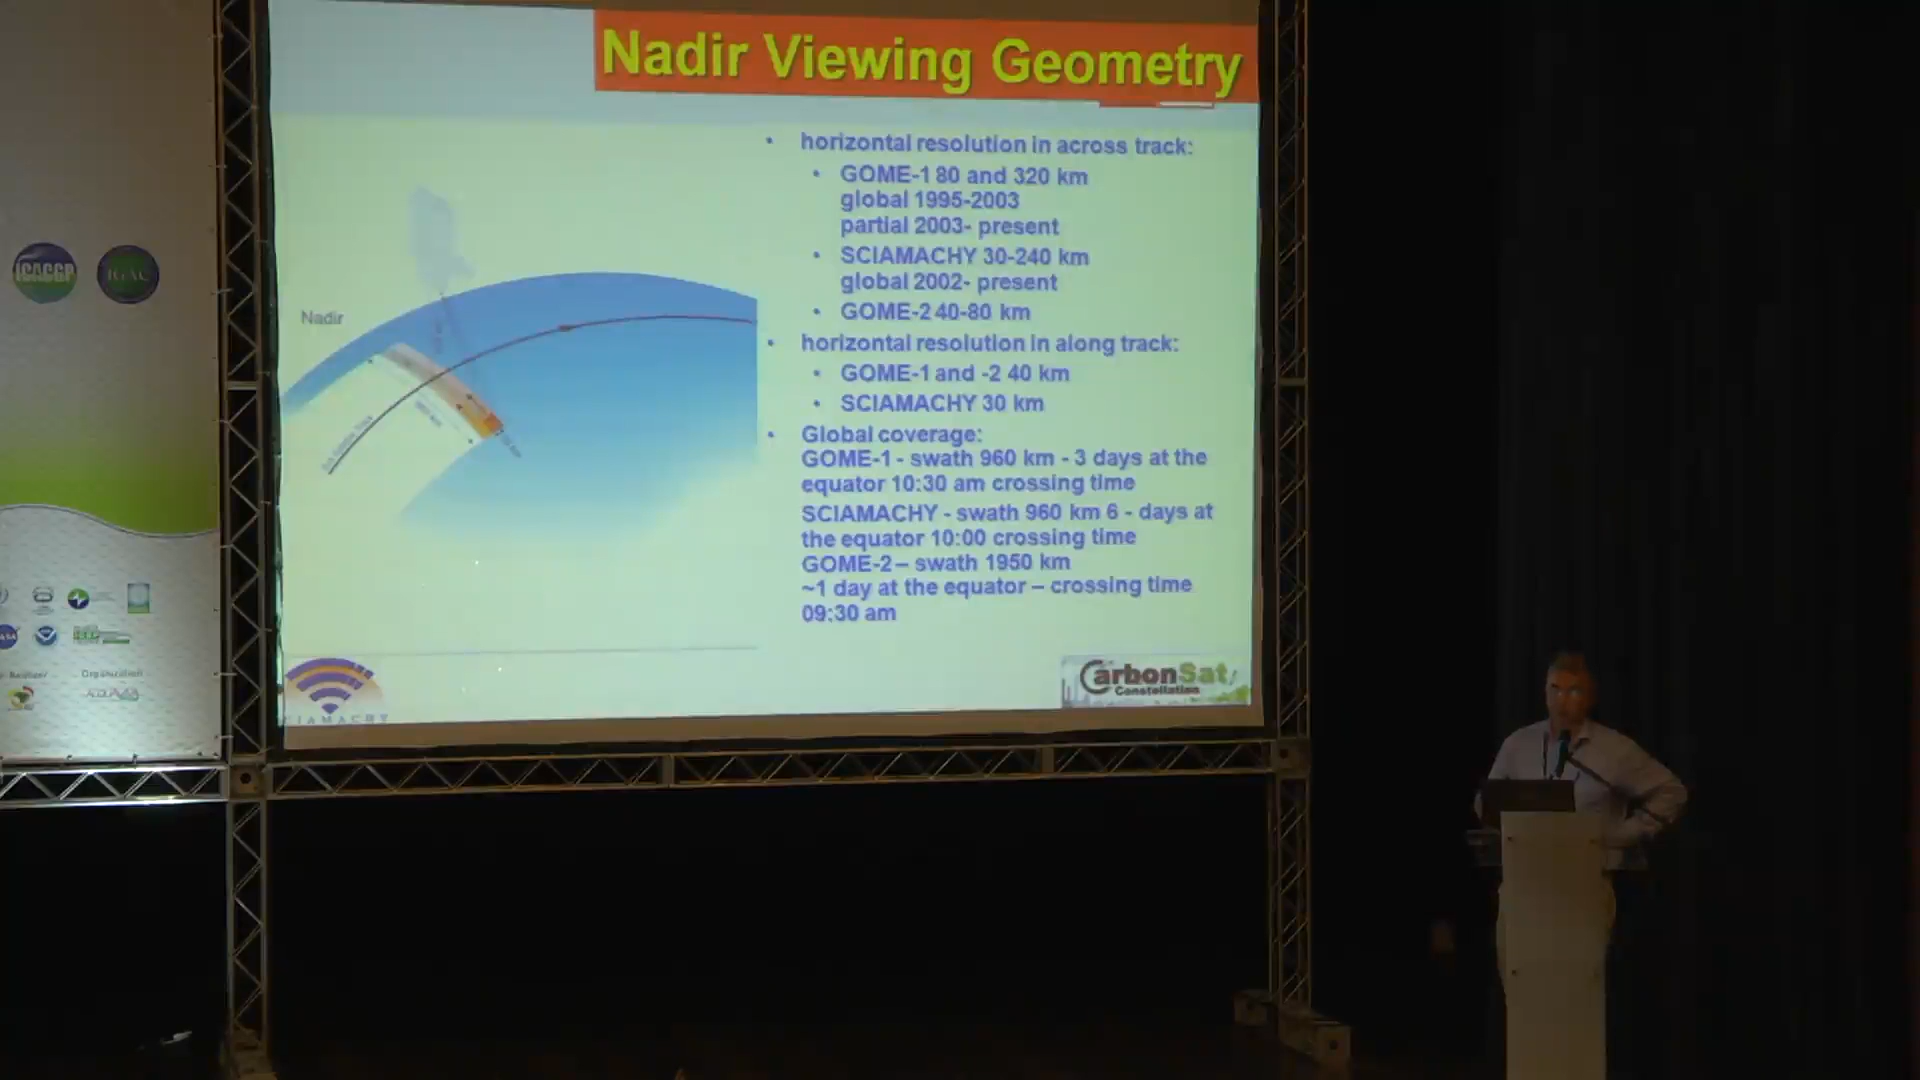 Nadir Viewing Geometry
• horizontal resolution in across track:
• GOME-1 80 and 320 km
global 1995-2003
partial 2003- present
• SCIAMACHY 30-240 km
global 2002- present
• GOME-2 40-80 km
• horizontal resolution in along track:
• GOME-1 and -2 40 km
• SCIAMACHY 30 km
• Global coverage:
GOME-1 - swath 960 km - 3 days at the
equator 10:30 am crossing time
SCIAMACHY - swath 960 km 6 - days at
the equator 10:00 crossing time
GOME-2 – swath 1950 km
~1 day at the equator – crossing time
09:30 am
Nadir
CarbonSat
Constellation
iCACGP
IGAC
Organization